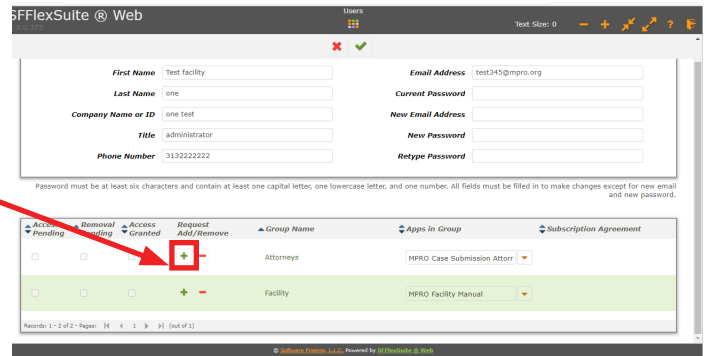 SFFlexSuite ® Web
3.0.375
Users
Text Size: 0
First Name Test facility Email Address test345@mpro.org
Last Name one Current Password
Company Name or ID one test New Email Address
Title administrator New Password
Phone Number 3132222222 Retype Password
Password must be at least six characters and contain at least one capital letter, one lowercase letter, and one number. All fields must be filled in to make changes except for new email
and new password.
Access Removal Access Request
Pending Pending Granted Add/Remove Group Name Apps in Group Subscription Agreement
Attorneys MPRO Case Submission Attorr
Facility MPRO Facility Manual
Records: 1 - 2 of 2 - Pages: 1 (out of 1)
© Software Finesse, L.L.C. Powered by SFFlexSuite ® Web